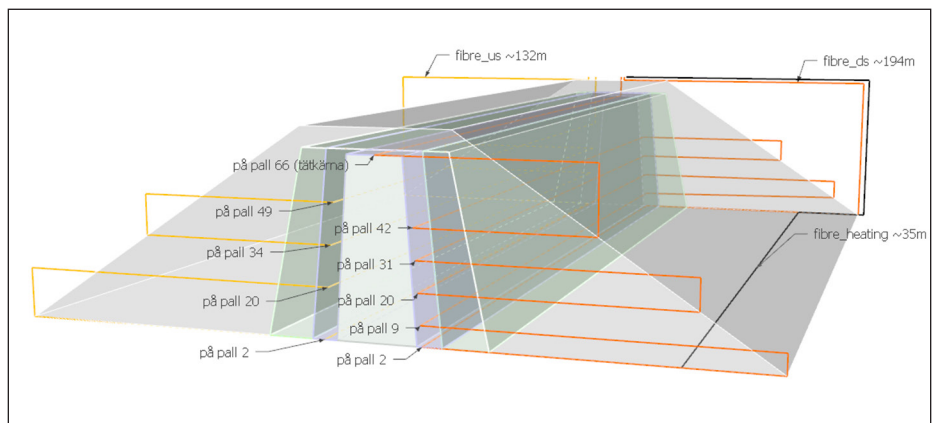 fibre_us ~132m
fibre_ds ~194m
på pall 66 (tätkärna)
på pall 49
på pall 42
fibre_heating ~35m
på pall 34
på pall 31
på pall 20
på pall 20
på pall 9
på pall 2
på pall 2